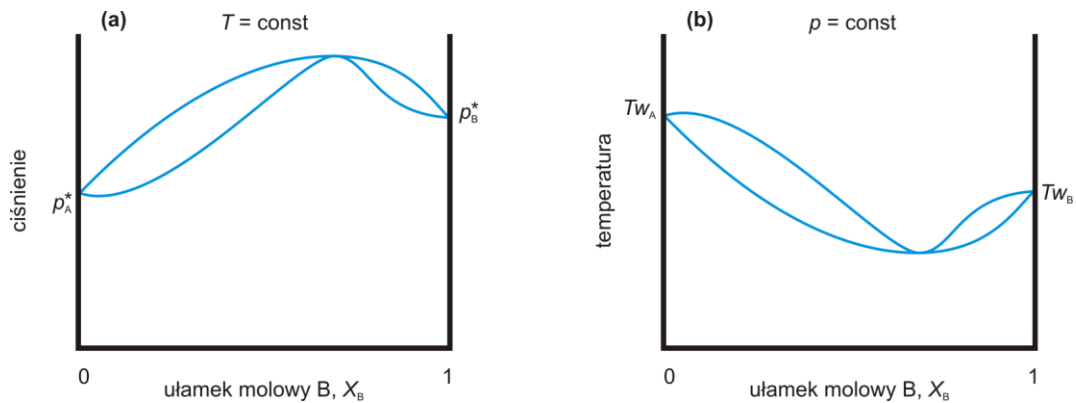 (a) T = const
ciśnienie
p*A
p*B
0
1
ułamek molowy B, XB
(b) p = const
temperatura
TwA
TwB
0
1
ułamek molowy B, XB